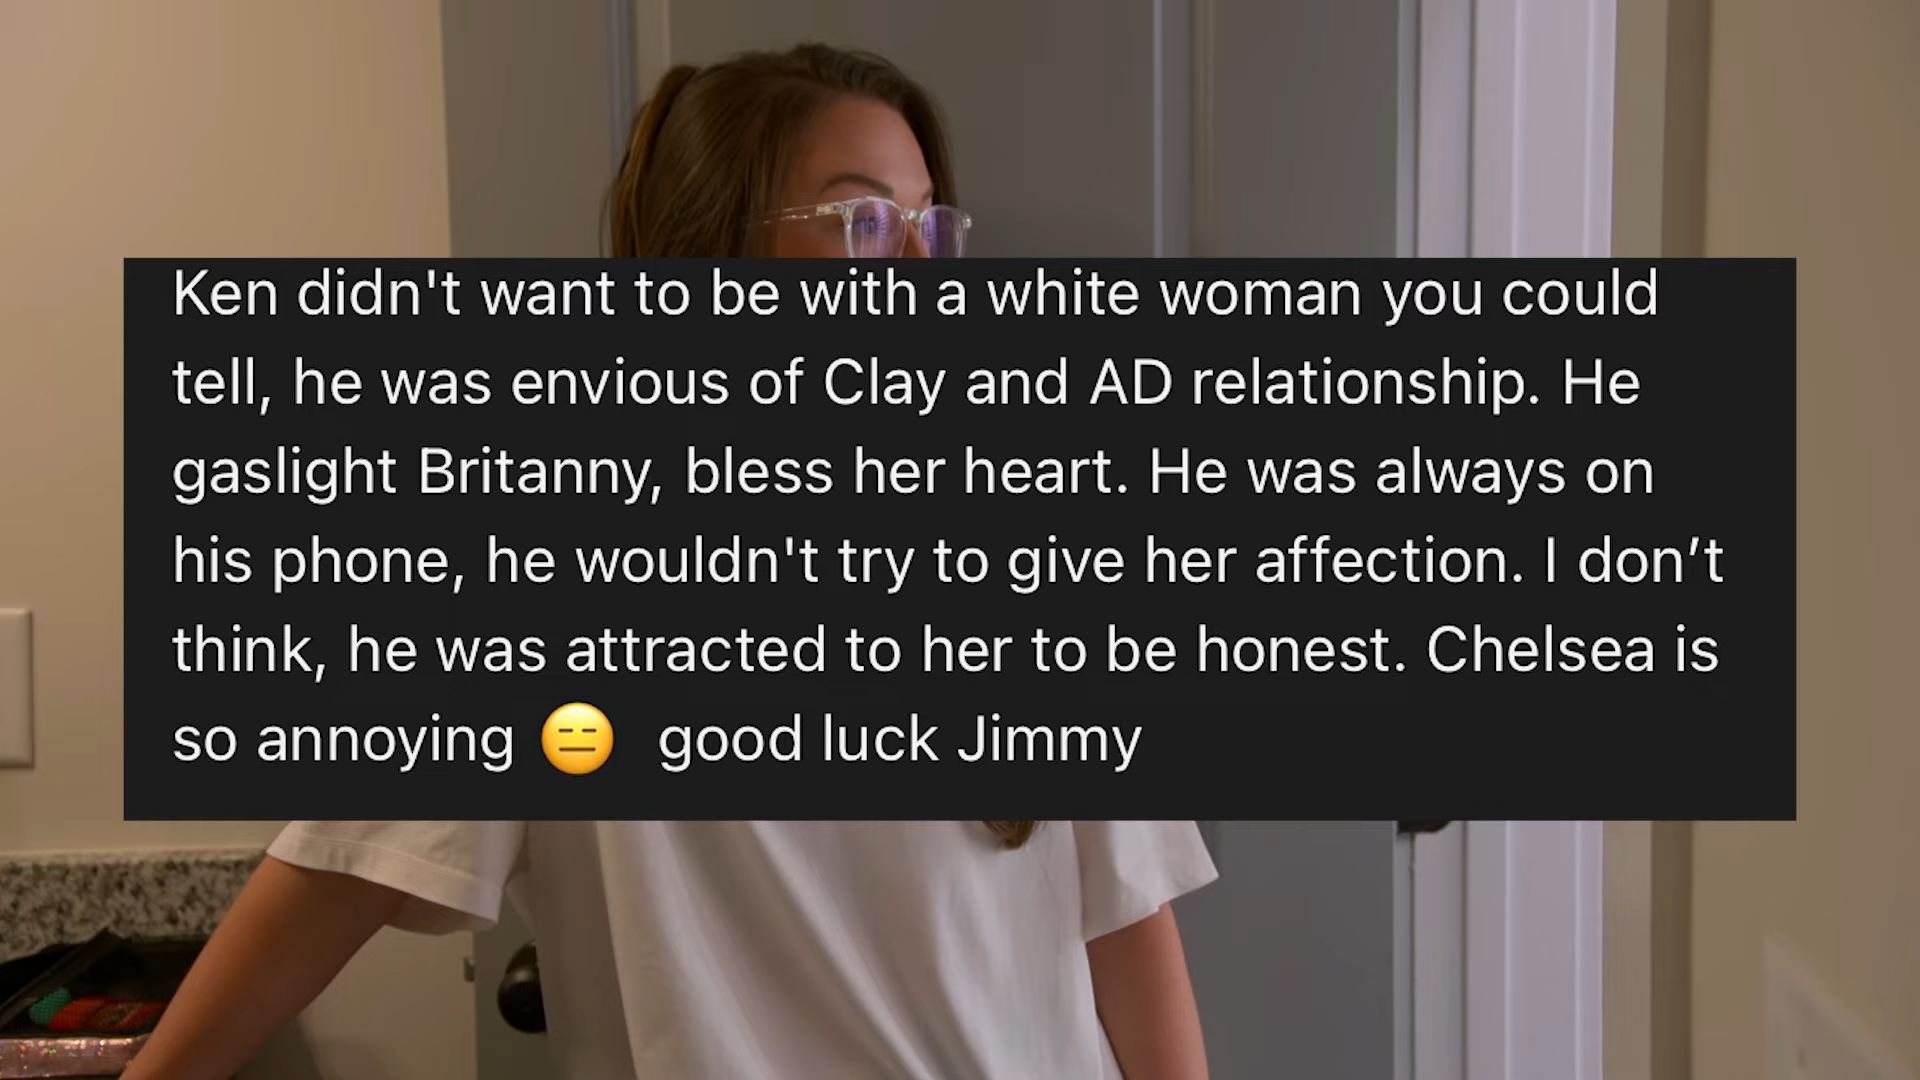 Ken didn't want to be with a white woman you could
tell, he was envious of Clay and AD relationship. He
gaslight Britanny, bless her heart. He was always on
his phone, he wouldn't try to give her affection. I don’t
think, he was attracted to her to be honest. Chelsea is
so annoying 😑 good luck Jimmy